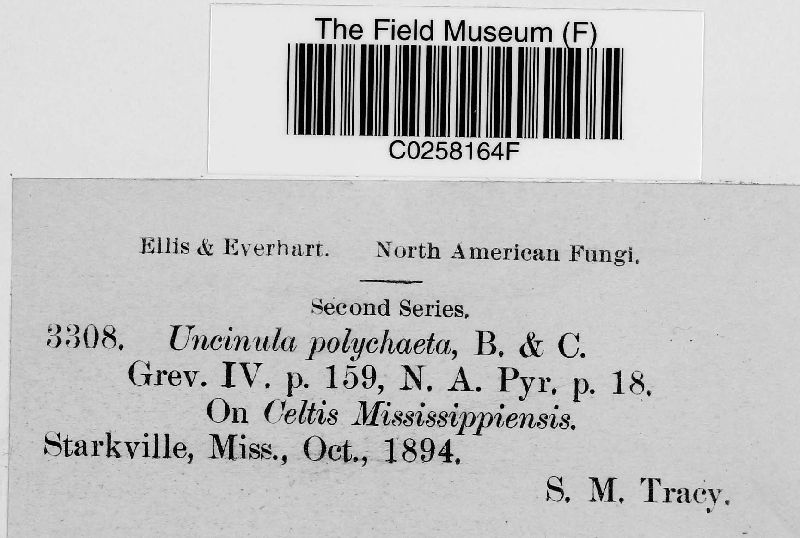 The Field Museum (F)
C0258164F
Ellis & Everhart. North American Fungi.
Second Series.
3308. Uncinula polychaeta, B. & C.
Grev. IV. p. 159, N. A. Pyr. p. 18.
On Celtis Mississippiensis.
Starkville, Miss., Oct., 1894.
S. M. Tracy.